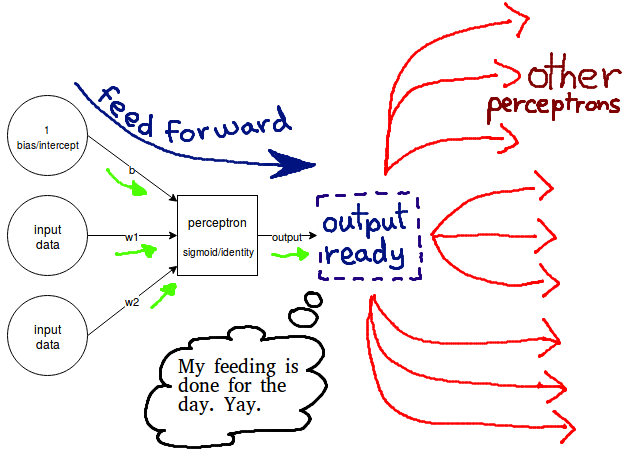 feed forward
other
perceptrons
1
bias/intercept
b
input
data
w1
perceptron
sigmoid/identity
output
output
ready
w2
input
data
My feeding is
done for the
day. Yay.